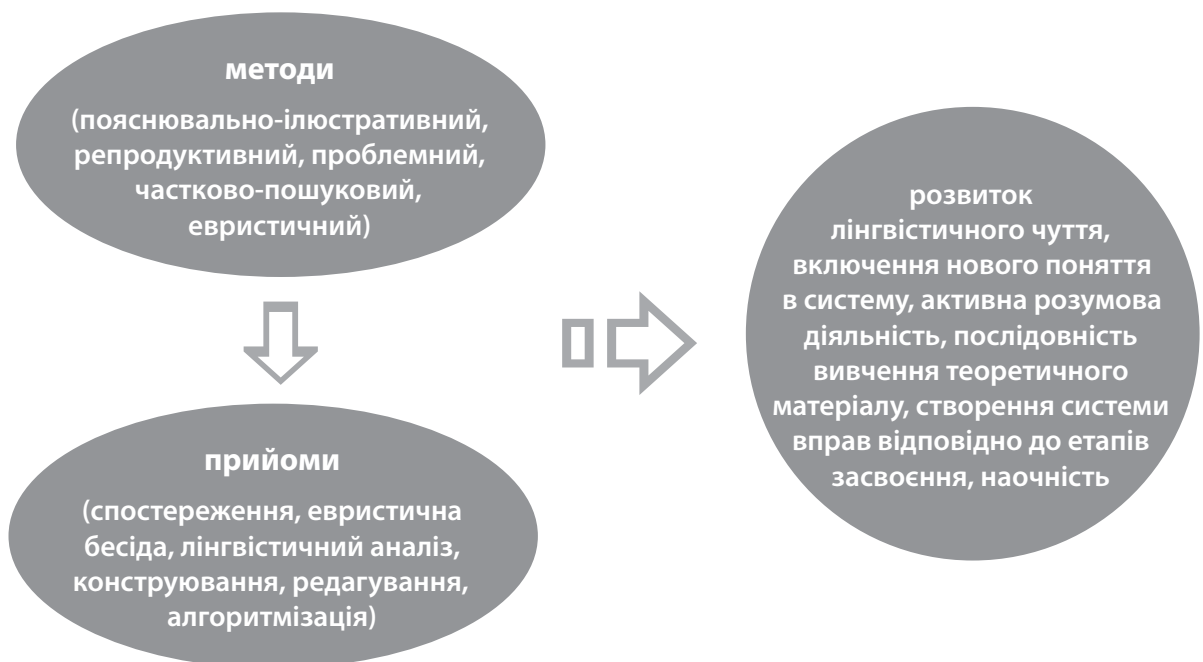 методи
(пояснювально-ілюстративний,
репродуктивний, проблемний,
частково-пошуковий,
евристичний)
прийоми
(спостереження, евристична
бесіда, лінгвістичний аналіз,
конструювання, редагування,
алгоритмізація)
розвиток
лінгвістичного чуття,
включення нового поняття
в систему, активна розумова
діяльність, послідовність
вивчення теоретичного
матеріалу, створення системи
вправ відповідно до етапів
засвоєння, наочність